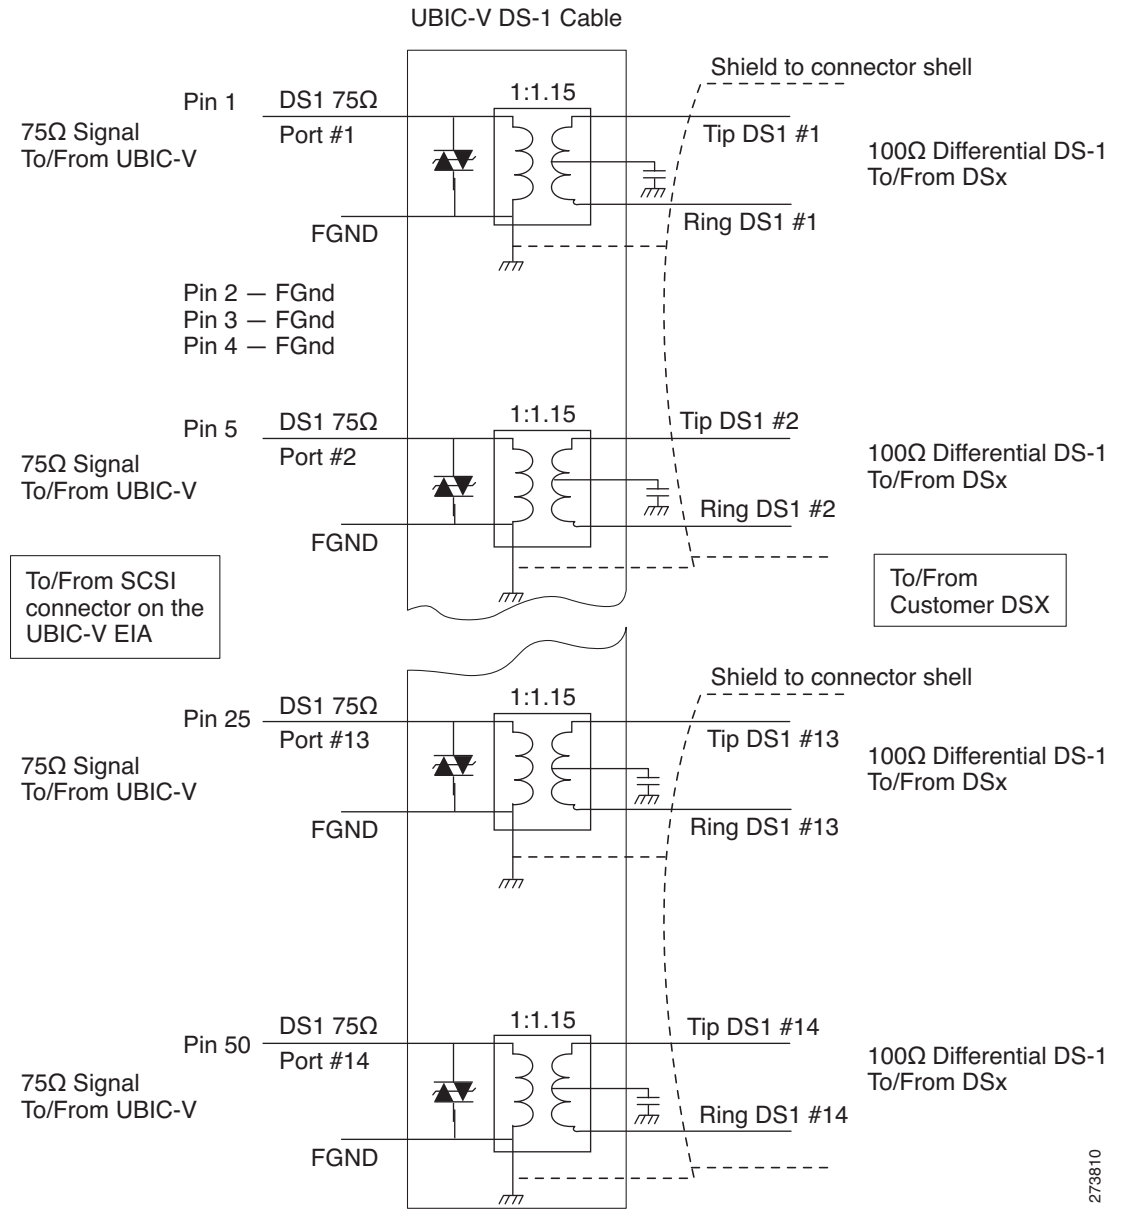 UBIC-V DS-1 Cable
Shield to connector shell
1:1.15
Pin 1
DS1 75Ω
Port #1
75Ω Signal
To/From UBIC-V
Tip DS1 #1
100Ω Differential DS-1
To/From DSx
Ring DS1 #1
FGND
Pin 2 — FGnd
Pin 3 — FGnd
Pin 4 — FGnd
1:1.15
Pin 5
DS1 75Ω
Port #2
75Ω Signal
To/From UBIC-V
Tip DS1 #2
100Ω Differential DS-1
To/From DSx
Ring DS1 #2
FGND
To/From SCSI
connector on the
UBIC-V EIA
To/From
Customer DSX
Shield to connector shell
1:1.15
Pin 25
DS1 75Ω
Port #13
75Ω Signal
To/From UBIC-V
Tip DS1 #13
100Ω Differential DS-1
To/From DSx
Ring DS1 #13
FGND
1:1.15
Pin 50
DS1 75Ω
Port #14
75Ω Signal
To/From UBIC-V
Tip DS1 #14
100Ω Differential DS-1
To/From DSx
Ring DS1 #14
FGND
273810